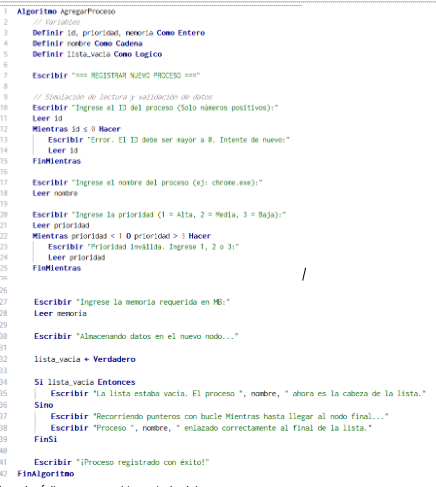 Algoritmo AgregarProceso
// Variables
Definir id, prioridad, memoria Como Entero
Definir nombre Como Cadena
Definir lista_vacia Como Logico
Escribir "=== REGISTRAR NUEVO PROCESO ==="
// Simulación de lectura y validación de datos
Escribir "Ingrese el ID del proceso (Solo números positivos):"
Leer id
Mientras id ≤ 0 Hacer
Escribir "Error. El ID debe ser mayor a 0. Intente de nuevo:"
Leer id
FinMientras
Escribir "Ingrese el nombre del proceso (ej: chrome.exe):"
Leer nombre
Escribir "Ingrese la prioridad (1 = Alta, 2 = Media, 3 = Baja):"
Leer prioridad
Mientras prioridad < 1 O prioridad > 3 Hacer
Escribir "Prioridad inválida. Ingrese 1, 2 o 3:"
Leer prioridad
FinMientras
Escribir "Ingrese la memoria requerida en MB:"
Leer memoria
Escribir "Almacenando datos en el nuevo nodo..."
lista_vacia ← Verdadero
Si lista_vacia Entonces
Escribir "La lista estaba vacía. El proceso ", nombre, " ahora es la cabeza de la lista."
Sino
Escribir "Recorriendo punteros con bucle Mientras hasta llegar al nodo final..."
Escribir "Proceso ", nombre, " enlazado correctamente al final de la lista."
FinSi
Escribir "¡Proceso registrado con éxito!"
FinAlgoritmo